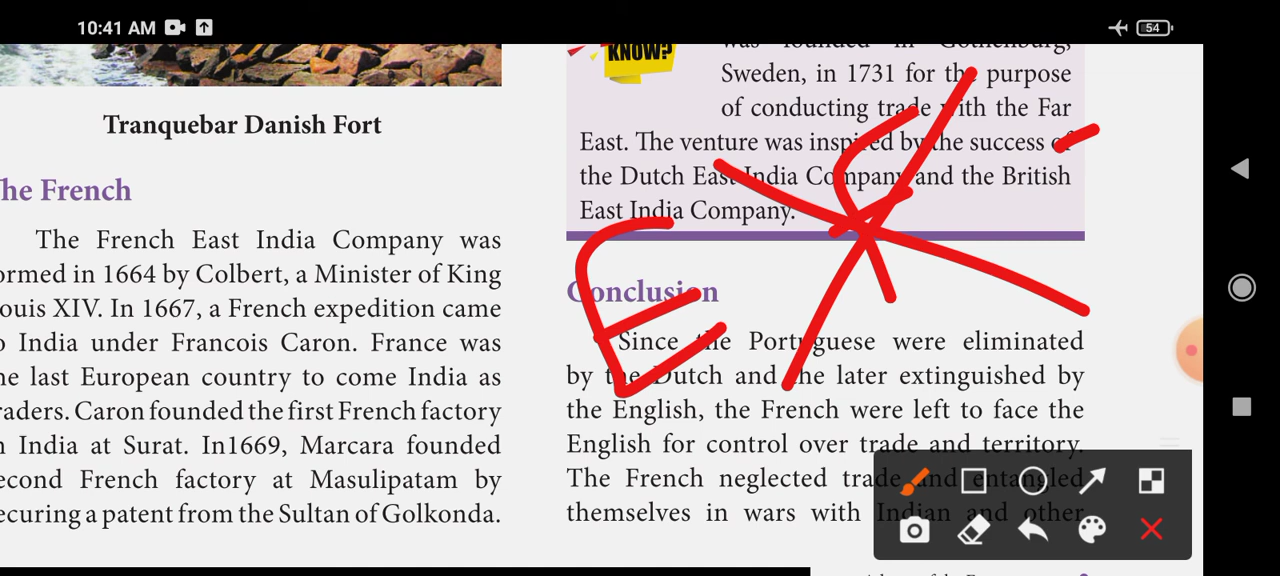 10:41 AM
54
KNOW?
was founded in Gothenburg,
Sweden, in 1731 for the purpose
of conducting trade with the Far
East. The venture was inspired by the success of
the Dutch East India Company and the British
East India Company.
Tranquebar Danish Fort
he French
The French East India Company was
ormed in 1664 by Colbert, a Minister of King
ouis XIV. In 1667, a French expedition came
o India under Francois Caron. France was
he last European country to come India as
raders. Caron founded the first French factory
n India at Surat. In1669, Marcara founded
econd French factory at Masulipatam by
ecuring a patent from the Sultan of Golkonda.
Conclusion
Since the Portuguese were eliminated
by the Dutch and the later extinguished by
the English, the French were left to face the
English for control over trade and territory.
The French neglected trade and entangled
themselves in wars with Indian and other